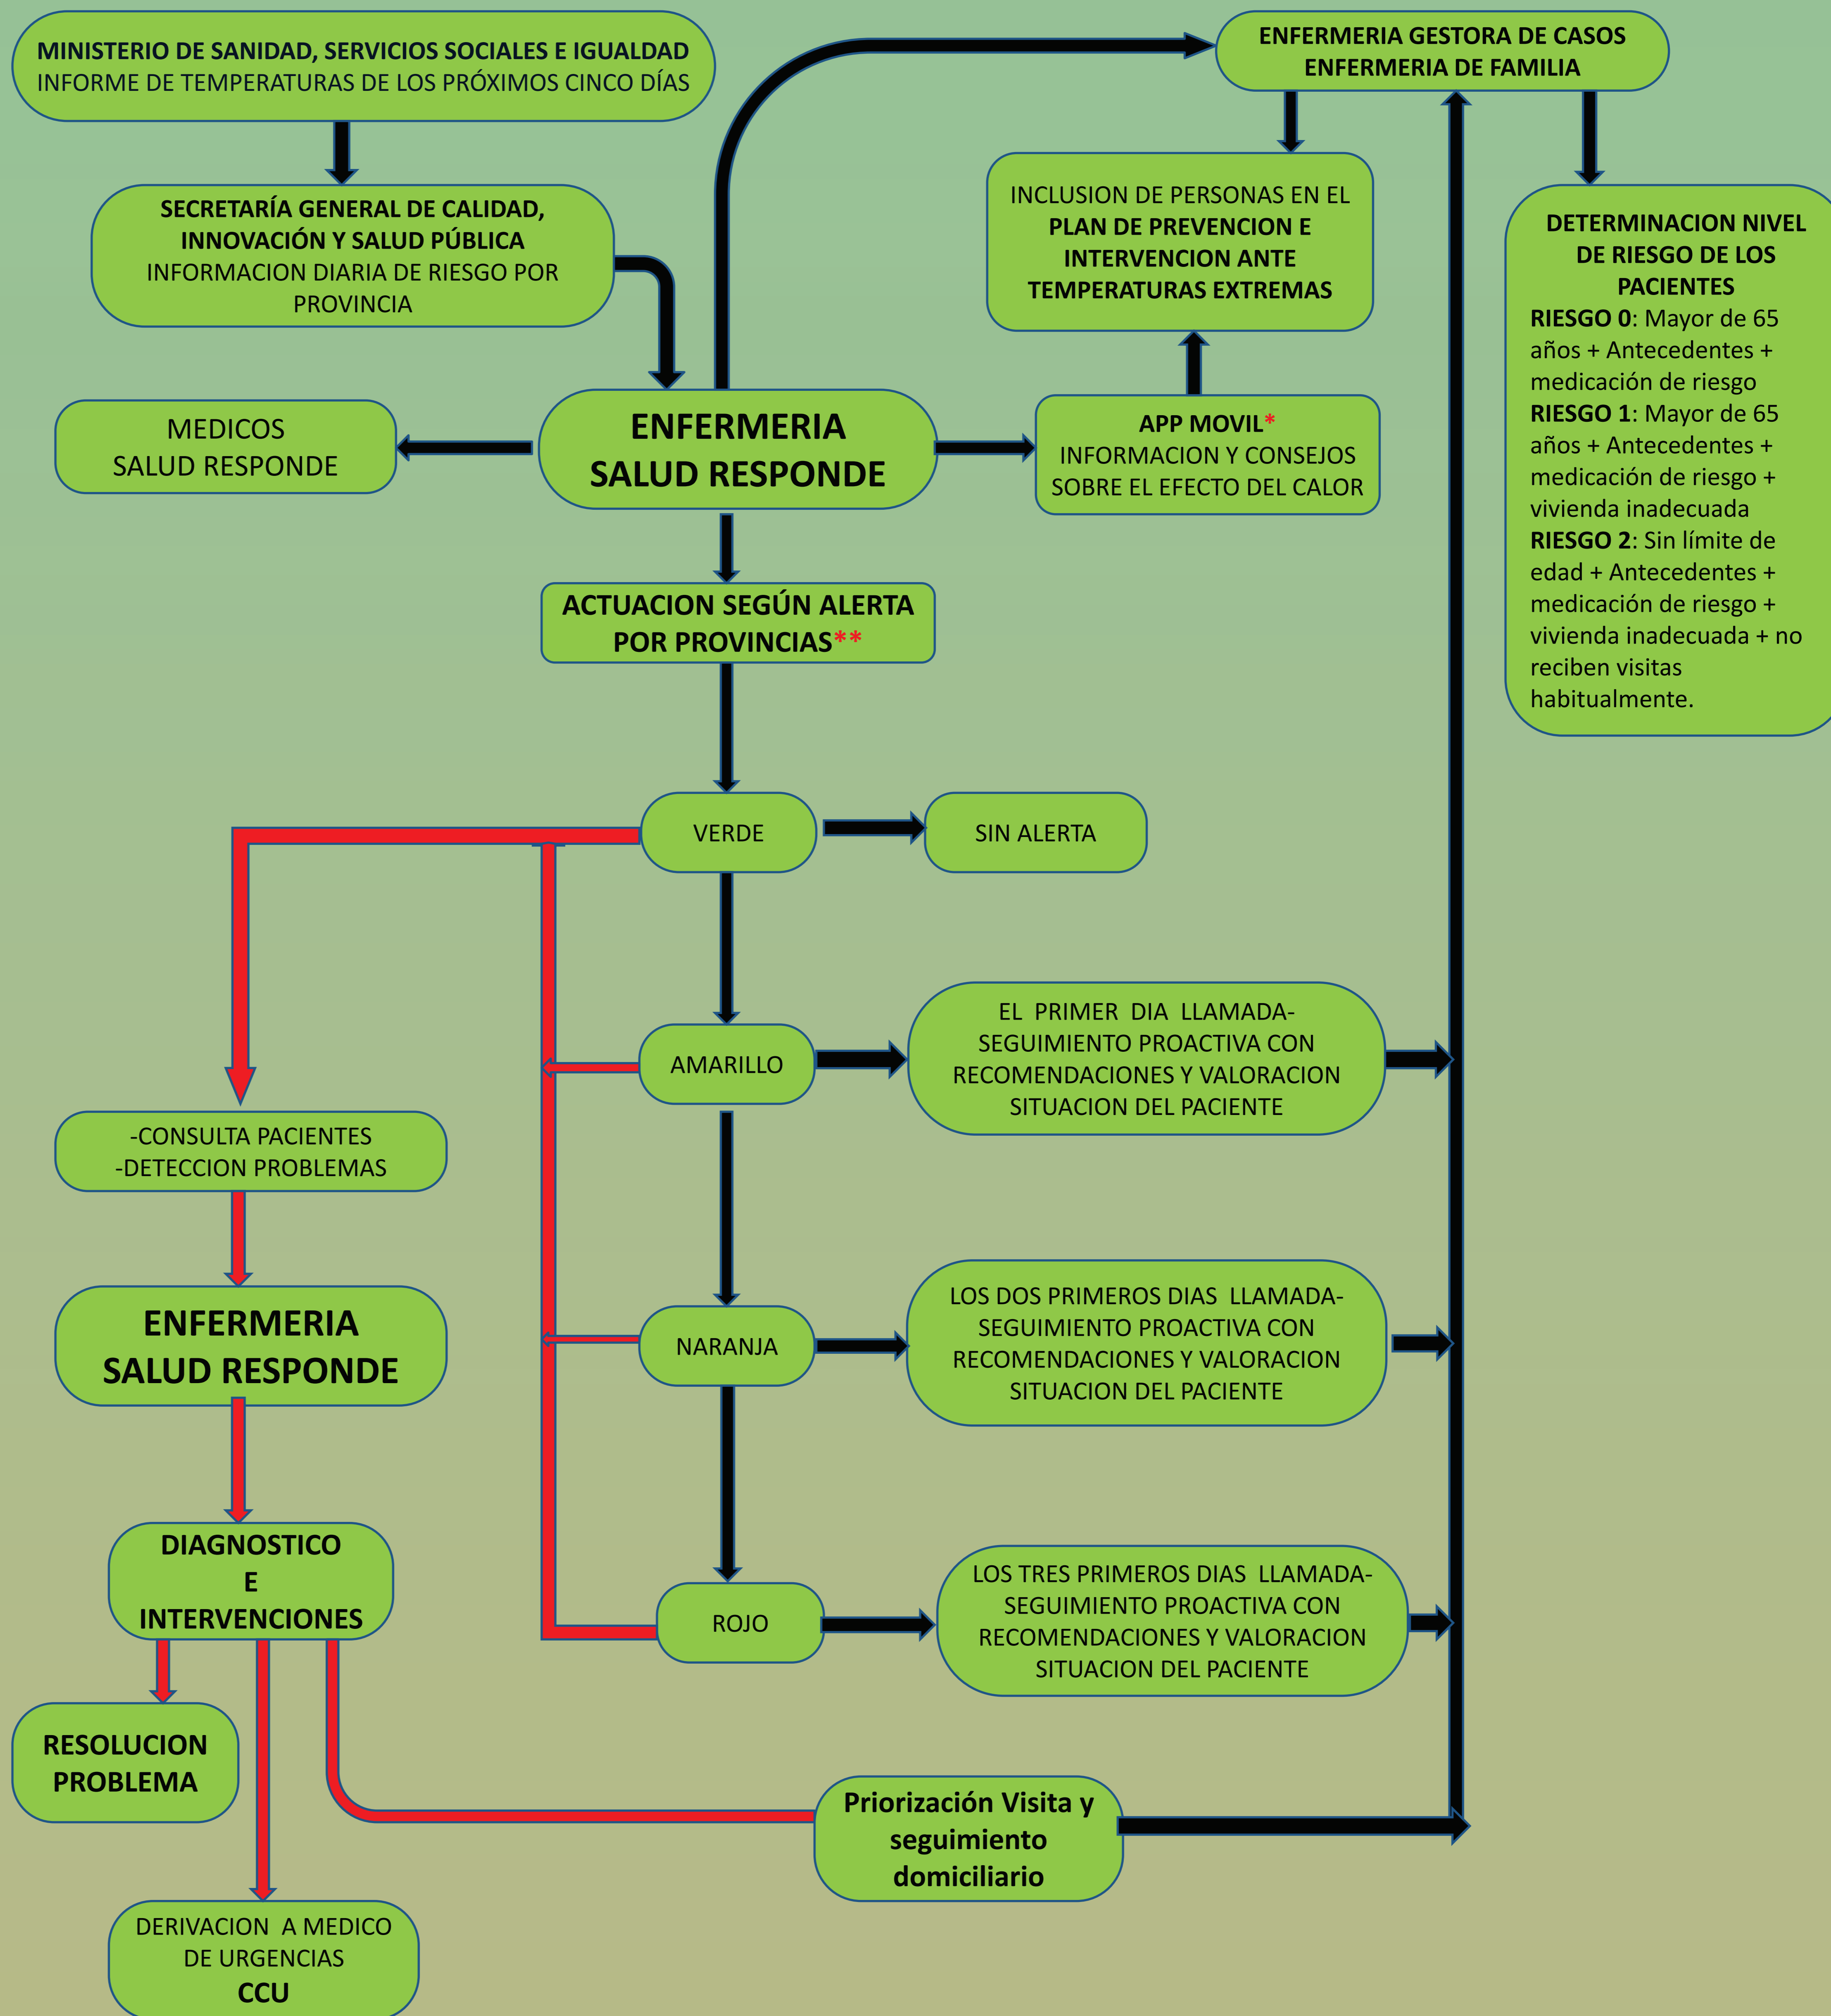 MINISTERIO DE SANIDAD, SERVICIOS SOCIALES E IGUALDAD
INFORME DE TEMPERATURAS DE LOS PRÓXIMOS CINCO DÍAS
ENFERMERIA GESTORA DE CASOS
ENFERMERIA DE FAMILIA
SECRETARÍA GENERAL DE CALIDAD,
INNOVACIÓN Y SALUD PÚBLICA
INFORMACION DIARIA DE RIESGO POR
PROVINCIA
INCLUSION DE PERSONAS EN EL
PLAN DE PREVENCION E
INTERVENCION ANTE
TEMPERATURAS EXTREMAS
DETERMINACION NIVEL
DE RIESGO DE LOS
PACIENTES
RIESGO 0: Mayor de 65
años + Antecedentes +
medicación de riesgo
RIESGO 1: Mayor de 65
años + Antecedentes +
medicación de riesgo +
vivienda inadecuada
RIESGO 2: Sin límite de
edad + Antecedentes +
medicación de riesgo +
vivienda inadecuada + no
reciben visitas
habitualmente.
MEDICOS
SALUD RESPONDE
ENFERMERIA
SALUD RESPONDE
APP MOVIL*
INFORMACION Y CONSEJOS
SOBRE EL EFECTO DEL CALOR
ACTUACION SEGÚN ALERTA
POR PROVINCIAS**
VERDE
SIN ALERTA
AMARILLO
EL PRIMER DIA LLAMADA-
SEGUIMIENTO PROACTIVA CON
RECOMENDACIONES Y VALORACION
SITUACION DEL PACIENTE
-CONSULTA PACIENTES
-DETECCION PROBLEMAS
ENFERMERIA
SALUD RESPONDE
NARANJA
LOS DOS PRIMEROS DIAS LLAMADA-
SEGUIMIENTO PROACTIVA CON
RECOMENDACIONES Y VALORACION
SITUACION DEL PACIENTE
DIAGNOSTICO
E
INTERVENCIONES
ROJO
LOS TRES PRIMEROS DIAS LLAMADA-
SEGUIMIENTO PROACTIVA CON
RECOMENDACIONES Y VALORACION
SITUACION DEL PACIENTE
RESOLUCION
PROBLEMA
Priorización Visita y
seguimiento
domiciliario
DERIVACION A MEDICO
DE URGENCIAS
CCU